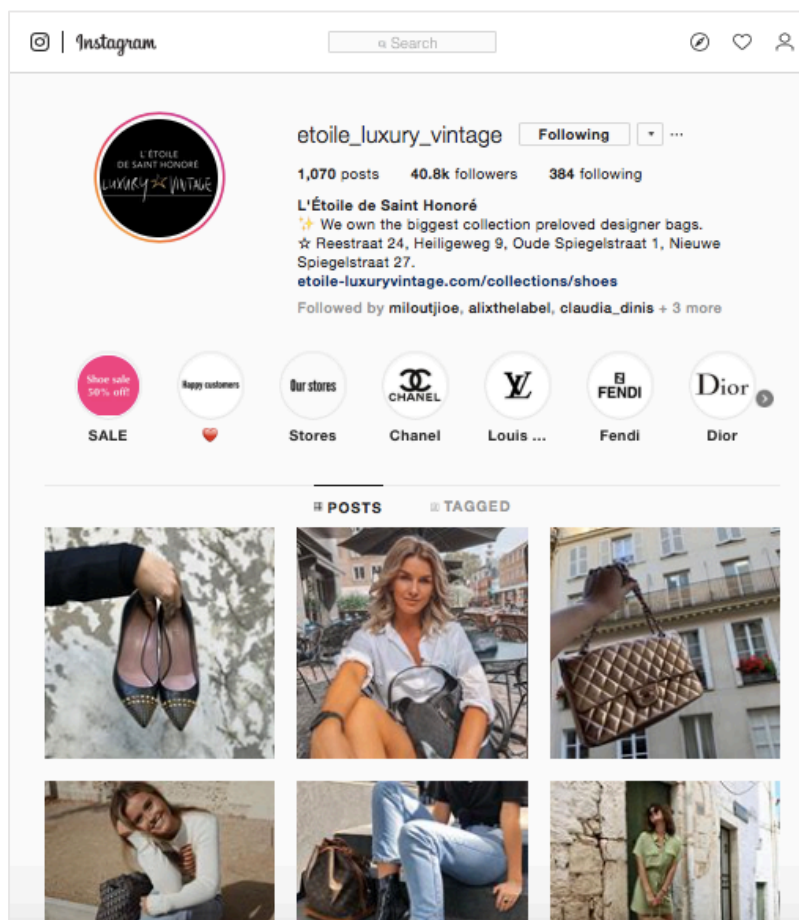 Instagram
Search
L'ÉTOILE
DE SAINT HONORÉ
LUXURY VINTAGE
etoile_luxury_vintage Following ...
1,070 posts 40.8k followers 384 following
L'Étoile de Saint Honoré
✨ We own the biggest collection preloved designer bags.
☆ Reestraat 24, Heiligeweg 9, Oude Spiegelstraat 1, Nieuwe
Spiegelstraat 27.
etoile-luxuryvintage.com/collections/shoes
Followed by miloutjioe, alixthelabel, claudia_dinis + 3 more
Shoe sale
50% off!
Happy customers
Our stores
CHANEL
LV
FENDI
Dior
SALE ❤️ Stores Chanel Louis ... Fendi Dior
POSTS TAGGED